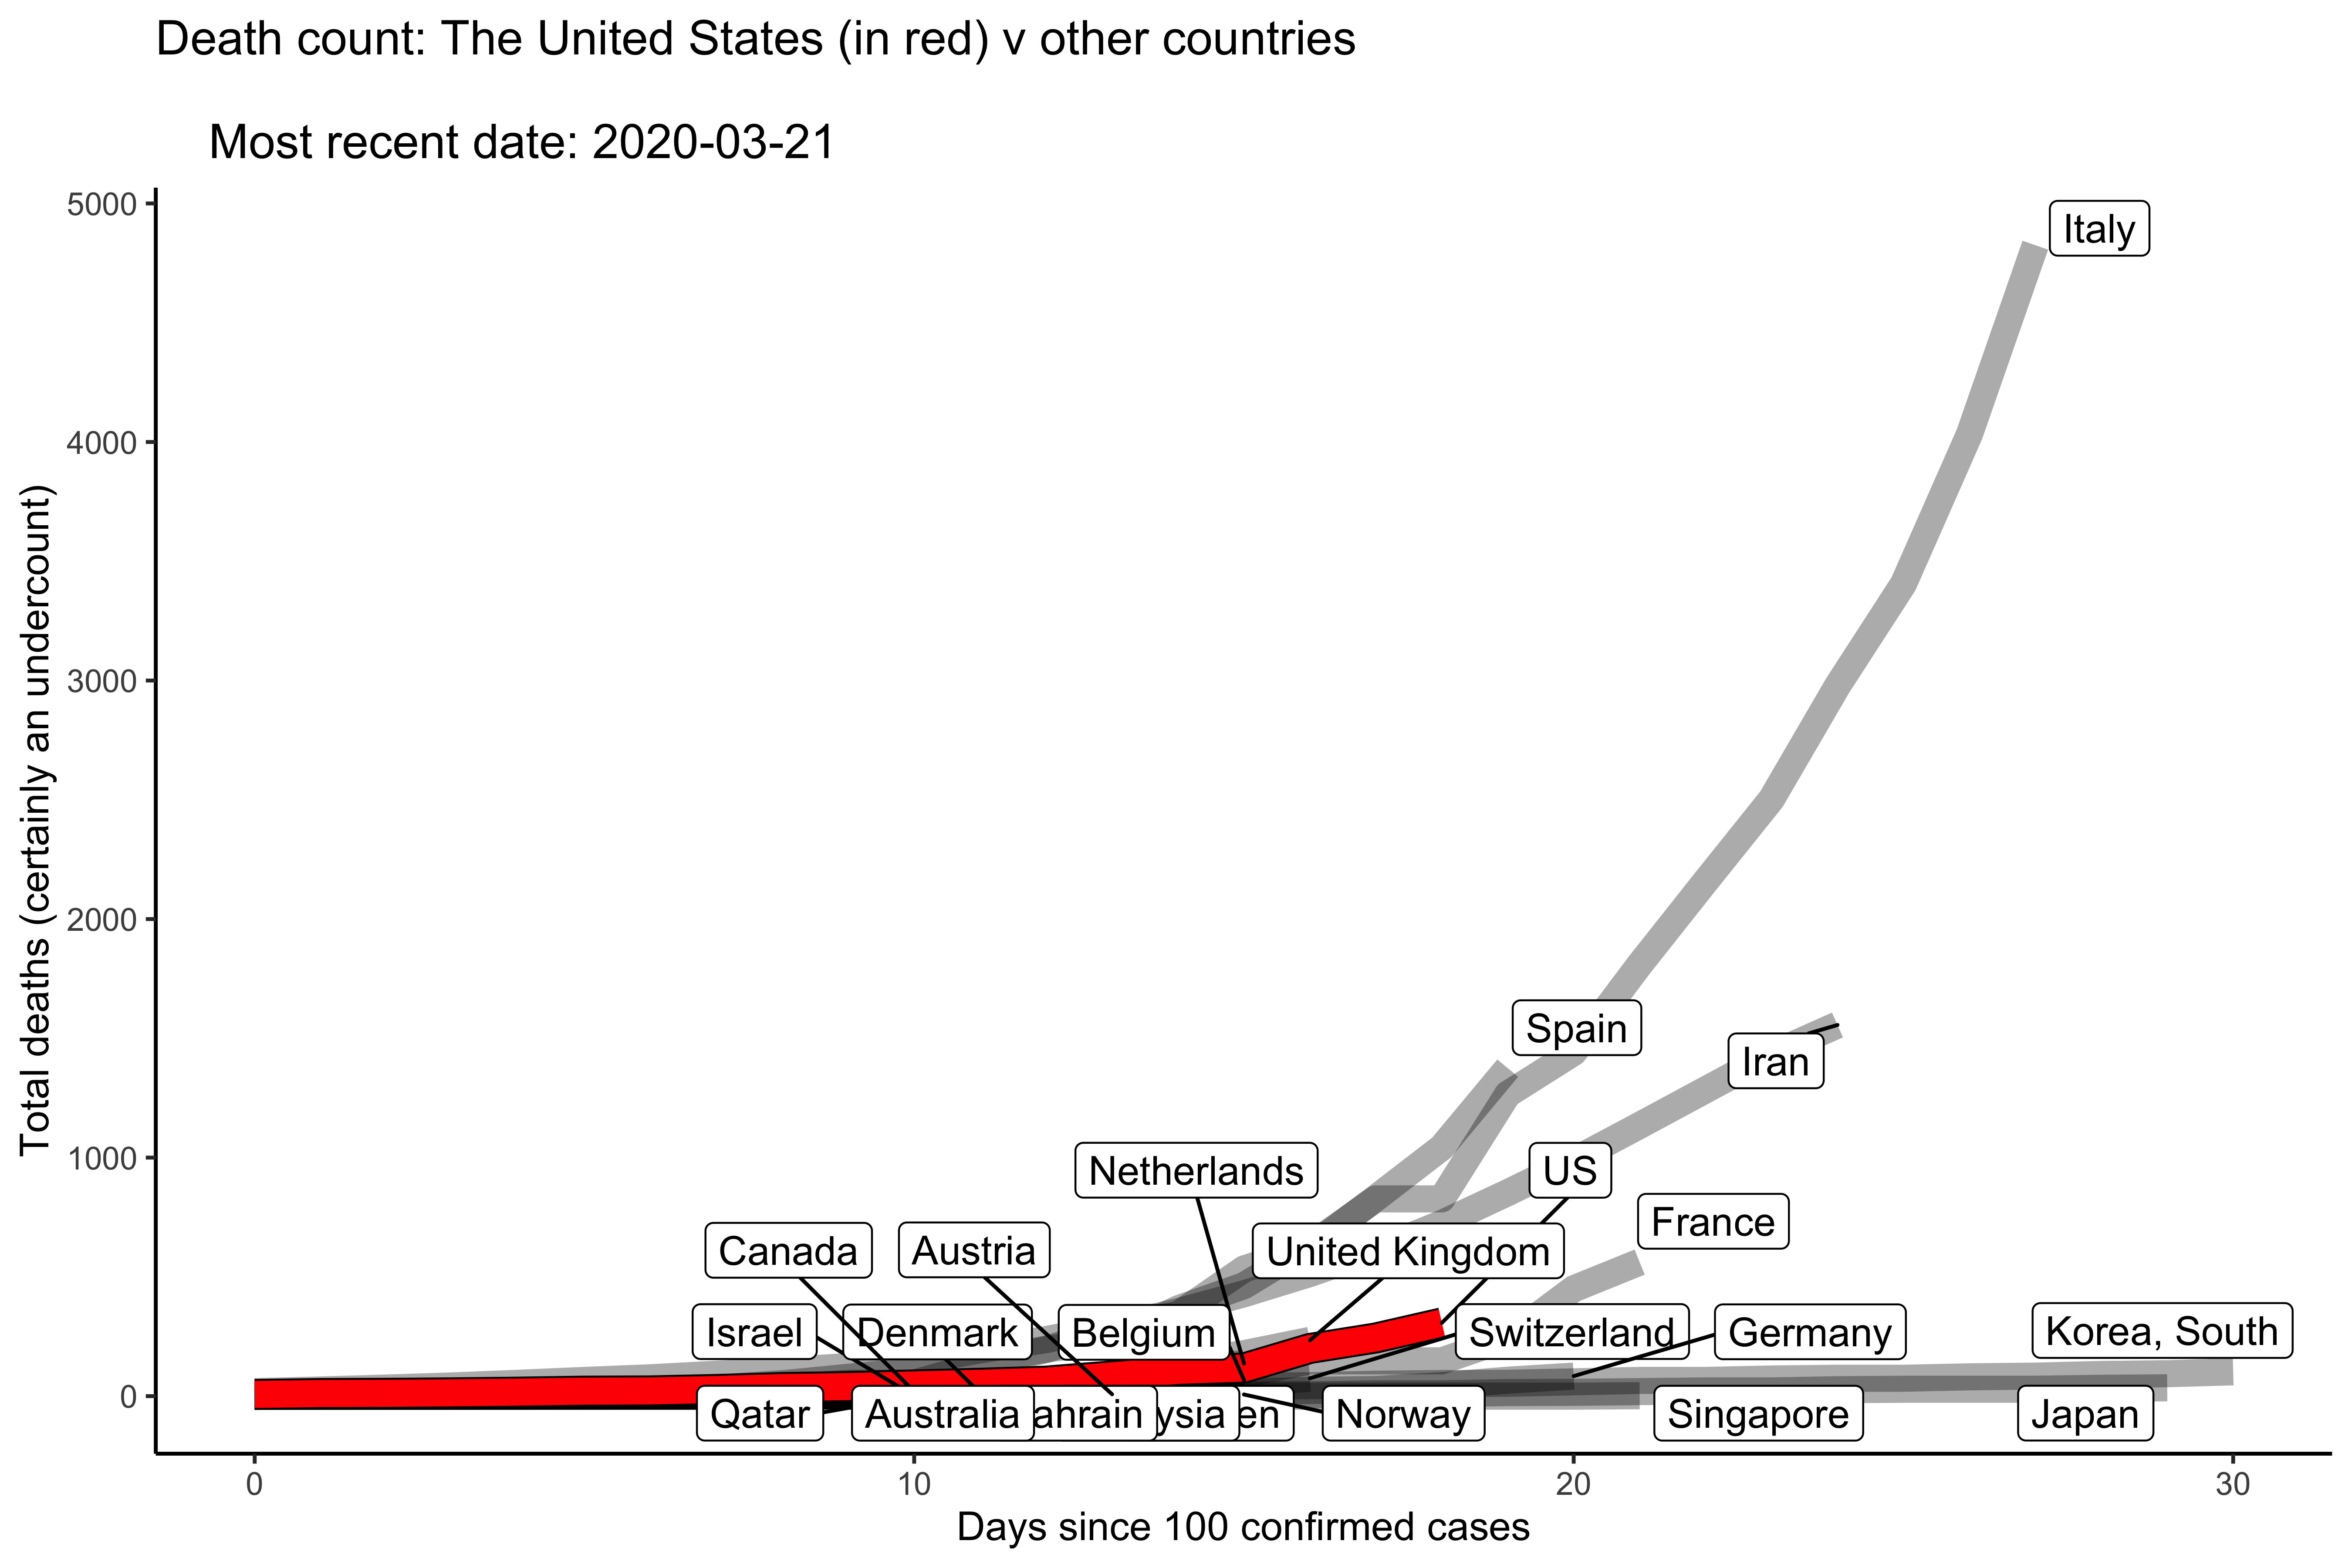 Death count: The United States (in red) v other countries
Most recent date: 2020-03-21
Total deaths (certainly an undercount)
5000
4000
3000
2000
1000
0
Italy
Spain
Iran
Netherlands
US
France
Canada
Austria
United Kingdom
Israel
Denmark
Belgium
Switzerland
Germany
Korea, South
Qatar
Australia
ahrain
ysia
en
Norway
Singapore
Japan
0
10
20
30
Days since 100 confirmed cases